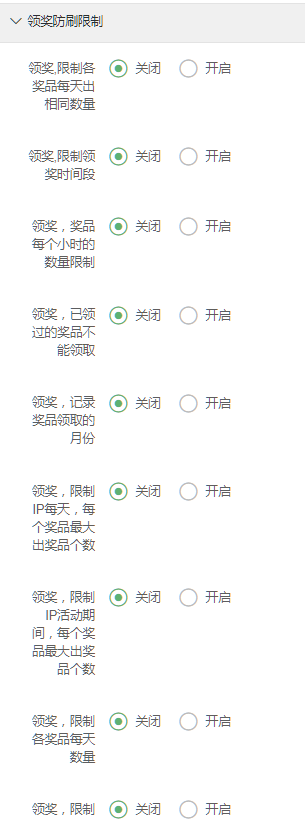 领奖防刷限制
领奖,限制各 关闭 开启
奖品每天出
相同数量
领奖,限制领 关闭 开启
奖时间段
领奖，奖品 关闭 开启
每个小时的
数量限制
领奖，已领 关闭 开启
过的奖品不
能领取
领奖，记录 关闭 开启
奖品领取的
月份
领奖，限制 关闭 开启
IP每天，每
个奖品最大
出奖品个数
领奖，限制 关闭 开启
IP活动期
间，每个奖
品最大出奖
品个数
领奖，限制 关闭 开启
各奖品每天
数量
领奖，限制 关闭 开启